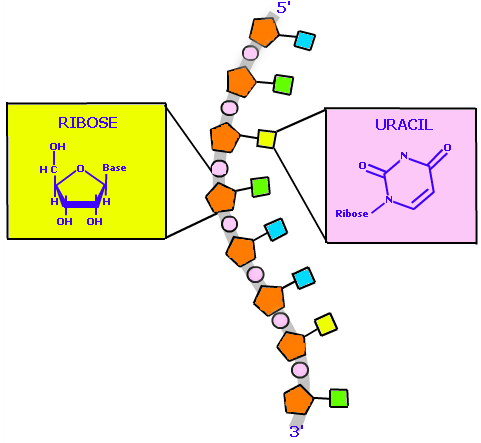 5'
RIBOSE
OH
H C
O
Base
H H H H
OH OH
URACIL
O
N
O
N
Ribose
3'